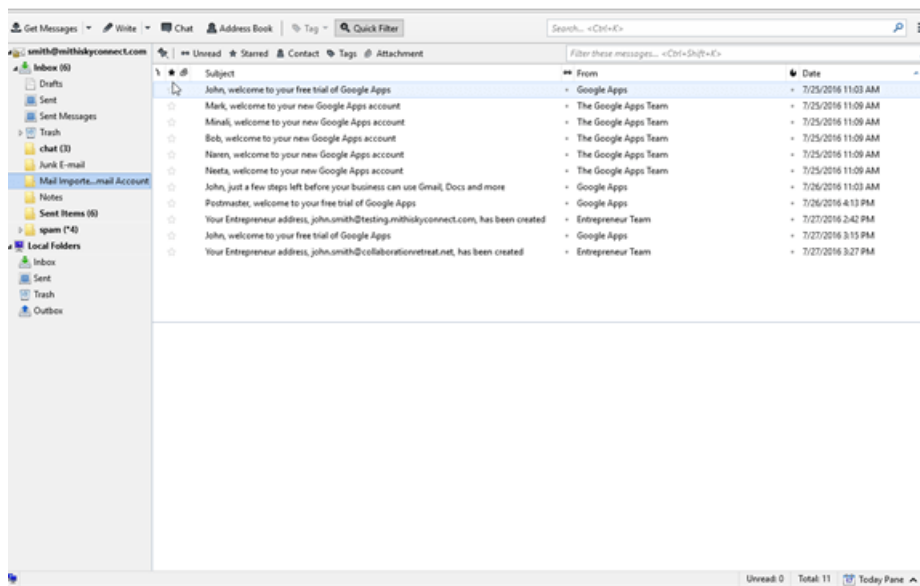 Get Messages Write Chat Address Book Tag Quick Filter Search... <Ctrl+K>
smith@mithiskyconnect.com Unread Starred Contact Tags Attachment Filter these messages... <Ctrl+Shift+K>
Inbox (6) Subject From Date
Drafts John, welcome to your free trial of Google Apps Google Apps 7/25/2016 11:03 AM
Sent Mark, welcome to your new Google Apps account The Google Apps Team 7/25/2016 11:09 AM
Sent Messages Minali, welcome to your new Google Apps account The Google Apps Team 7/25/2016 11:09 AM
Trash Bob, welcome to your new Google Apps account The Google Apps Team 7/25/2016 11:09 AM
chat (3) Naren, welcome to your new Google Apps account The Google Apps Team 7/25/2016 11:09 AM
Junk E-mail Neeta, welcome to your new Google Apps account The Google Apps Team 7/25/2016 11:09 AM
Mail Importe...mail Account John, just a few steps left before your business can use Gmail, Docs and more Google Apps 7/26/2016 11:03 AM
Notes Postmaster, welcome to your free trial of Google Apps Google Apps 7/26/2016 4:13 PM
Sent Items (6) Your Entrepreneur address, john.smith@testing.mithiskyconnect.com, has been created Entrepreneur Team 7/27/2016 2:42 PM
spam (*4) John, welcome to your free trial of Google Apps Google Apps 7/27/2016 3:15 PM
Local Folders Your Entrepreneur address, john.smith@collaborationretreat.net, has been created Entrepreneur Team 7/27/2016 3:27 PM
Inbox
Sent
Trash
Outbox
Unread: 0 Total: 11 Today Pane